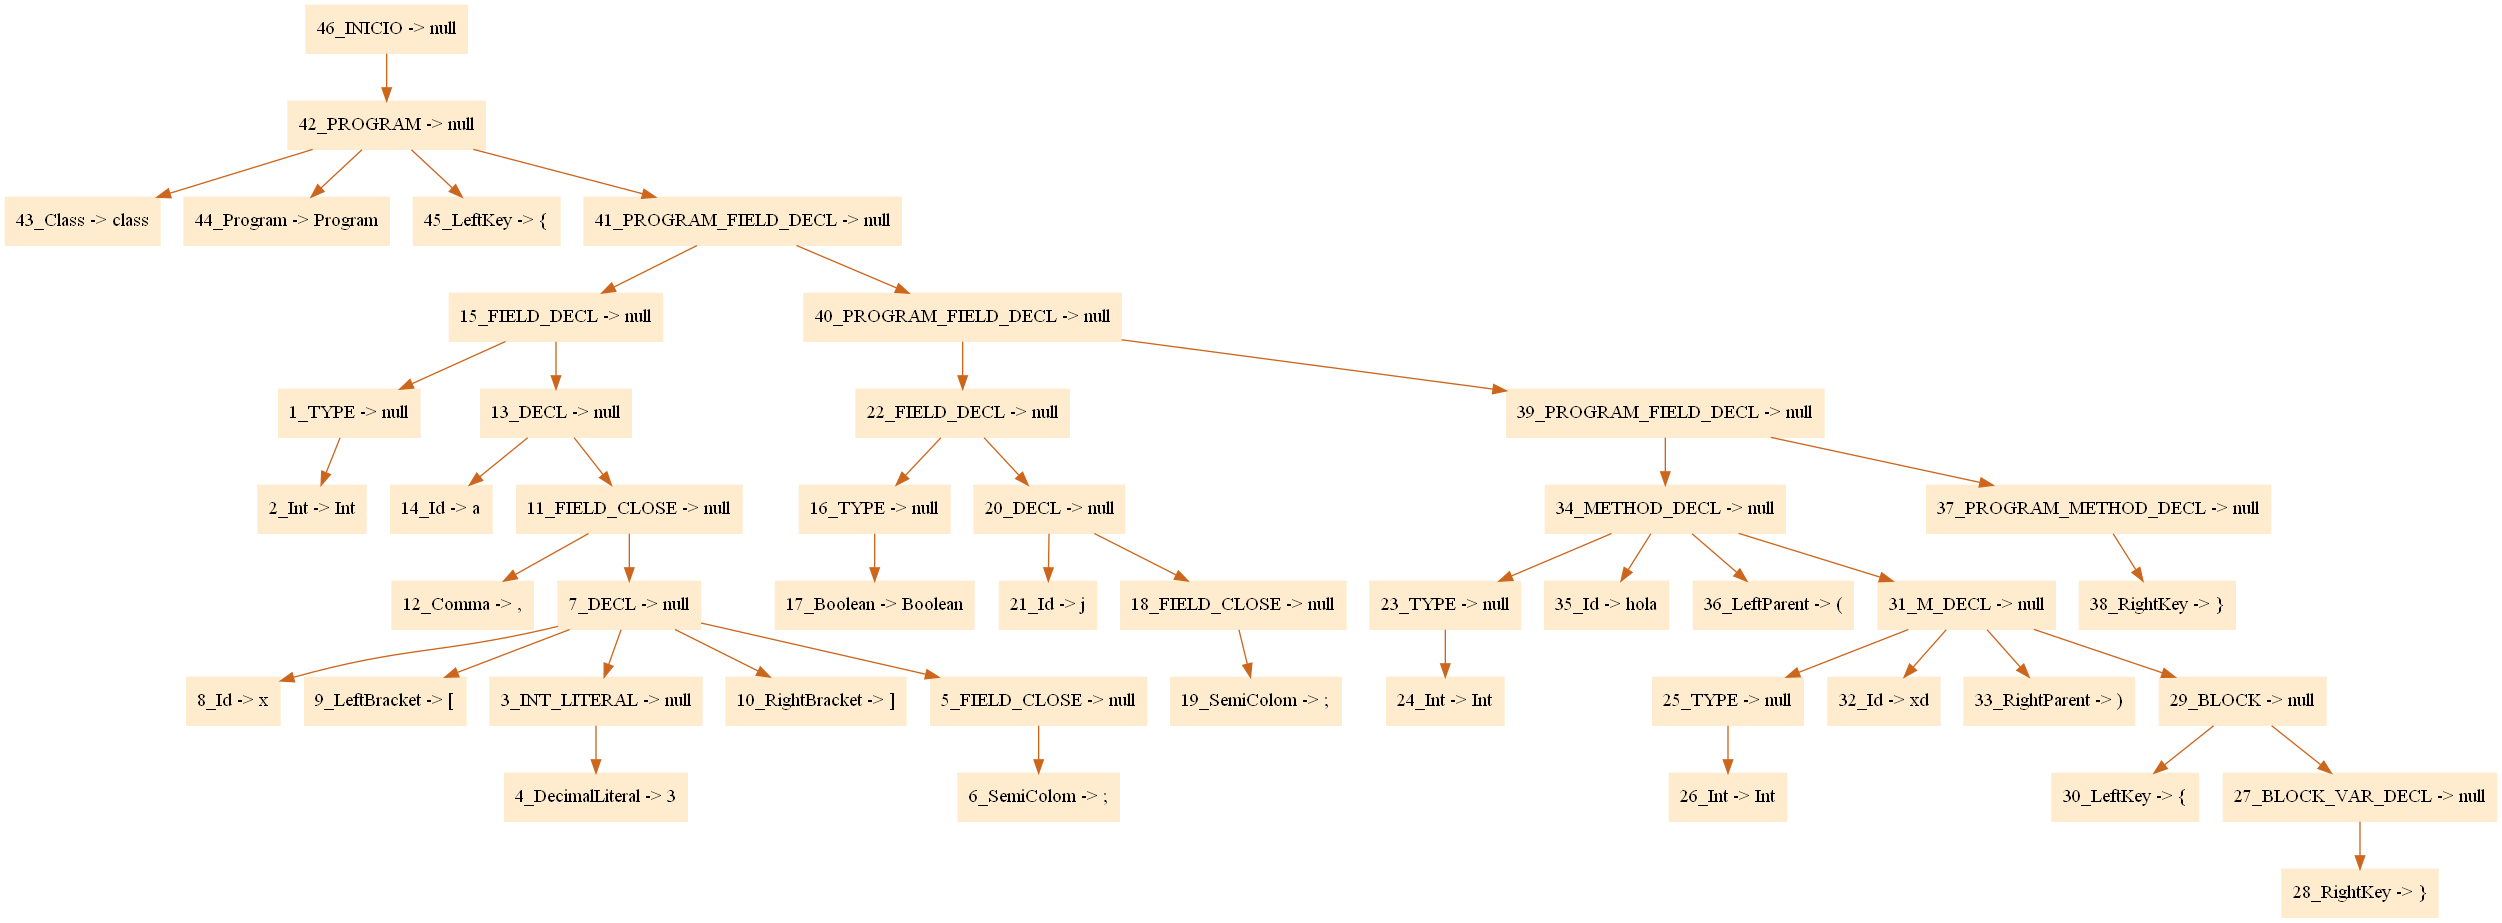 46_INICIO -> null
42_PROGRAM -> null
43_Class -> class
44_Program -> Program
45_LeftKey -> {
41_PROGRAM_FIELD_DECL -> null
15_FIELD_DECL -> null
40_PROGRAM_FIELD_DECL -> null
1_TYPE -> null
13_DECL -> null
22_FIELD_DECL -> null
39_PROGRAM_FIELD_DECL -> null
2_Int -> Int
14_Id -> a
11_FIELD_CLOSE -> null
16_TYPE -> null
20_DECL -> null
34_METHOD_DECL -> null
37_PROGRAM_METHOD_DECL -> null
12_Comma -> ,
7_DECL -> null
17_Boolean -> Boolean
21_Id -> j
18_FIELD_CLOSE -> null
23_TYPE -> null
35_Id -> hola
36_LeftParent -> (
31_M_DECL -> null
38_RightKey -> }
8_Id -> x
9_LeftBracket -> [
3_INT_LITERAL -> null
10_RightBracket -> ]
5_FIELD_CLOSE -> null
19_SemiColom -> ;
24_Int -> Int
25_TYPE -> null
32_Id -> xd
33_RightParent -> )
29_BLOCK -> null
4_DecimalLiteral -> 3
6_SemiColom -> ;
26_Int -> Int
30_LeftKey -> {
27_BLOCK_VAR_DECL -> null
28_RightKey -> }